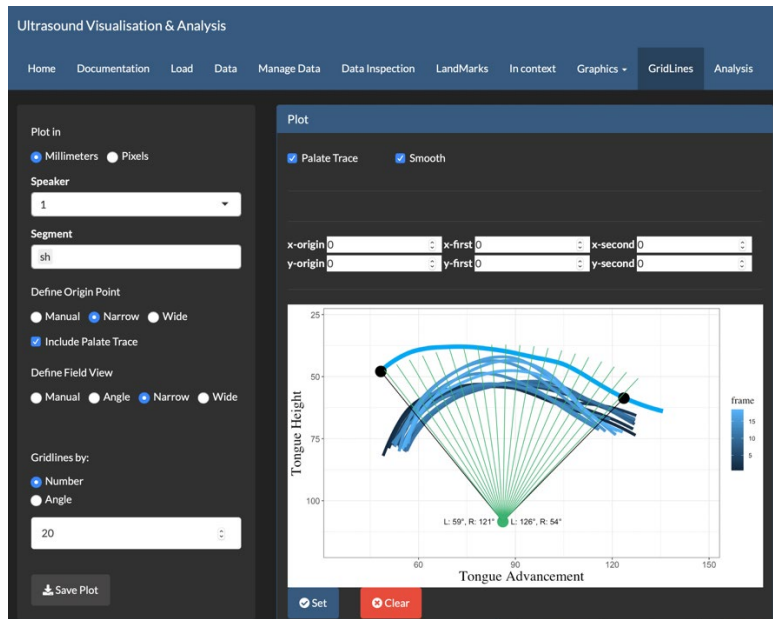 Ultrasound Visualisation & Analysis
Home Documentation Load Data Manage Data Data Inspection LandMarks In context Graphics GridLines Analysis
Plot in
Millimeters Pixels
Speaker
1
Segment
sh
Define Origin Point
Manual Narrow Wide
Include Palate Trace
Define Field View
Manual Angle Narrow Wide
Gridlines by:
Number
Angle
20
Save Plot
Plot
Palate Trace Smooth
x-origin 0 x-first 0 x-second 0
y-origin 0 y-first 0 y-second 0
25
50
75
100
Tongue Height
L: 59°, R: 121° L: 126°, R: 54°
60 90 120 150
Tongue Advancement
frame
15
10
5
Set Clear